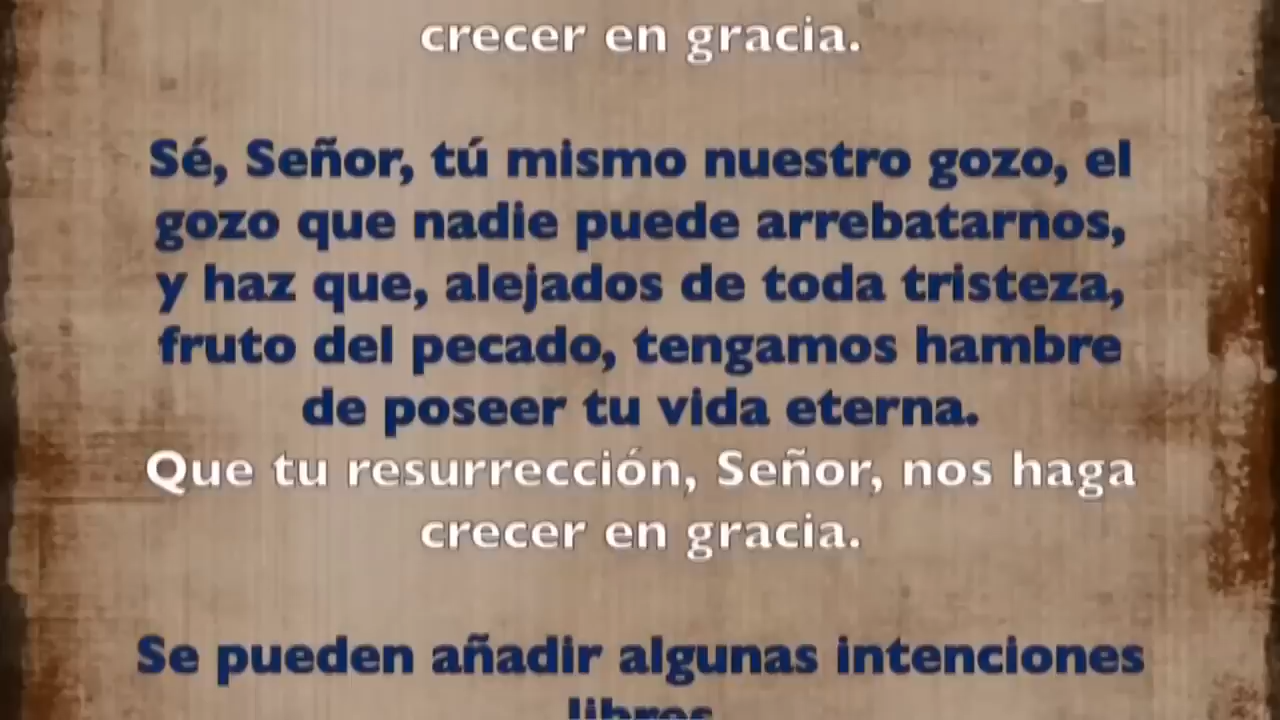 crecer en gracia.
Sé, Señor, tú mismo nuestro gozo, el
gozo que nadie puede arrebatarnos,
y haz que, alejados de toda tristeza,
fruto del pecado, tengamos hambre
de poseer tu vida eterna.
Que tu resurrección, Señor, nos haga
crecer en gracia.
Se pueden añadir algunas intenciones
libres